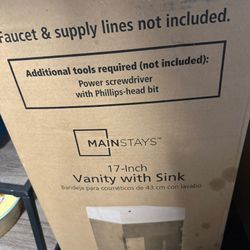 Faucet & supply lines not included.
Additional tools required (not included):
Power screwdriver
with Phillips-head bit
MAINSTAYS™
17-Inch
Vanity with Sink
Bandeja para cosméticos de 43 cm con lavabo